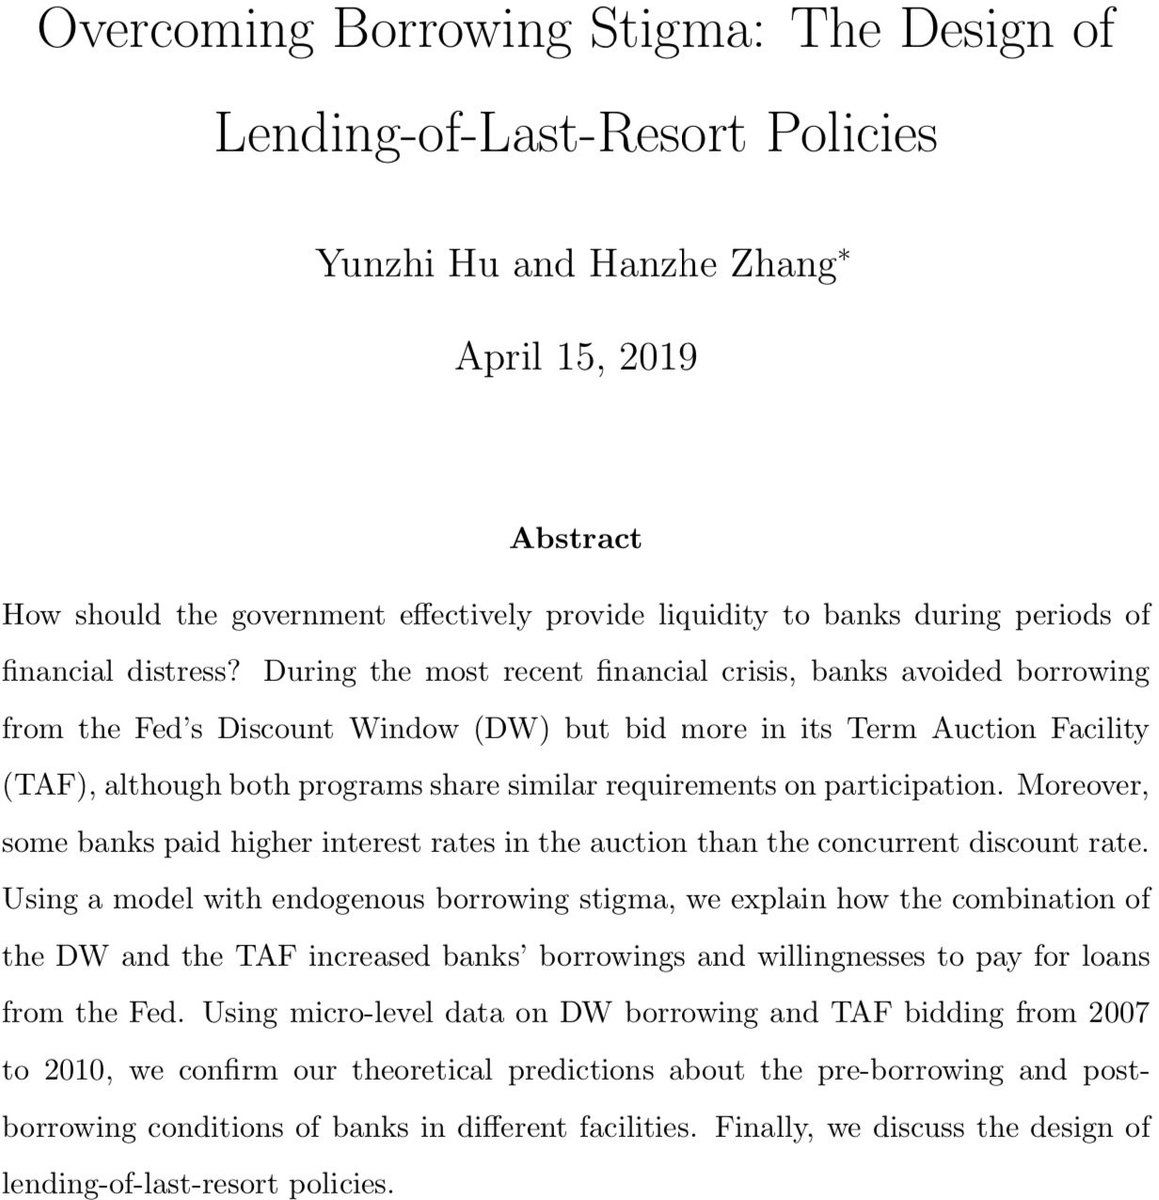 Overcoming Borrowing Stigma: The Design of
Lending-of-Last-Resort Policies
Yunzhi Hu and Hanzhe Zhang*
April 15, 2019
Abstract
How should the government effectively provide liquidity to banks during periods of
financial distress? During the most recent financial crisis, banks avoided borrowing
from the Fed's Discount Window (DW) but bid more in its Term Auction Facility
(TAF), although both programs share similar requirements on participation. Moreover,
some banks paid higher interest rates in the auction than the concurrent discount rate.
Using a model with endogenous borrowing stigma, we explain how the combination of
the DW and the TAF increased banks' borrowings and willingnesses to pay for loans
from the Fed. Using micro-level data on DW borrowing and TAF bidding from 2007
to 2010, we confirm our theoretical predictions about the pre-borrowing and post-
borrowing conditions of banks in different facilities. Finally, we discuss the design of
lending-of-last-resort policies.